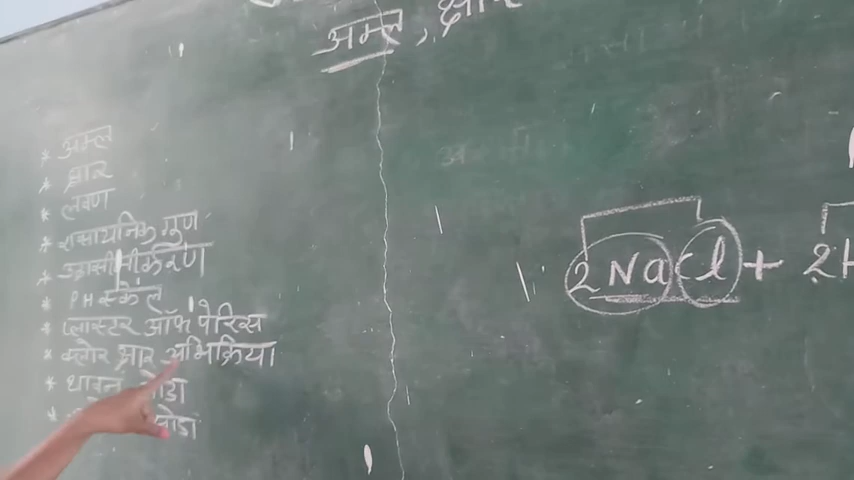 अम्ल, क्षार
* अम्ल
* क्षार
* लवण
* रासायनिक गुण
* उदासीनीकरण
* PH स्केल
* प्लास्टर ऑफ पेरिस
* क्लोर क्षार अभिक्रिया
* धावन सोडा
* सोडा
2NaCl + 2H